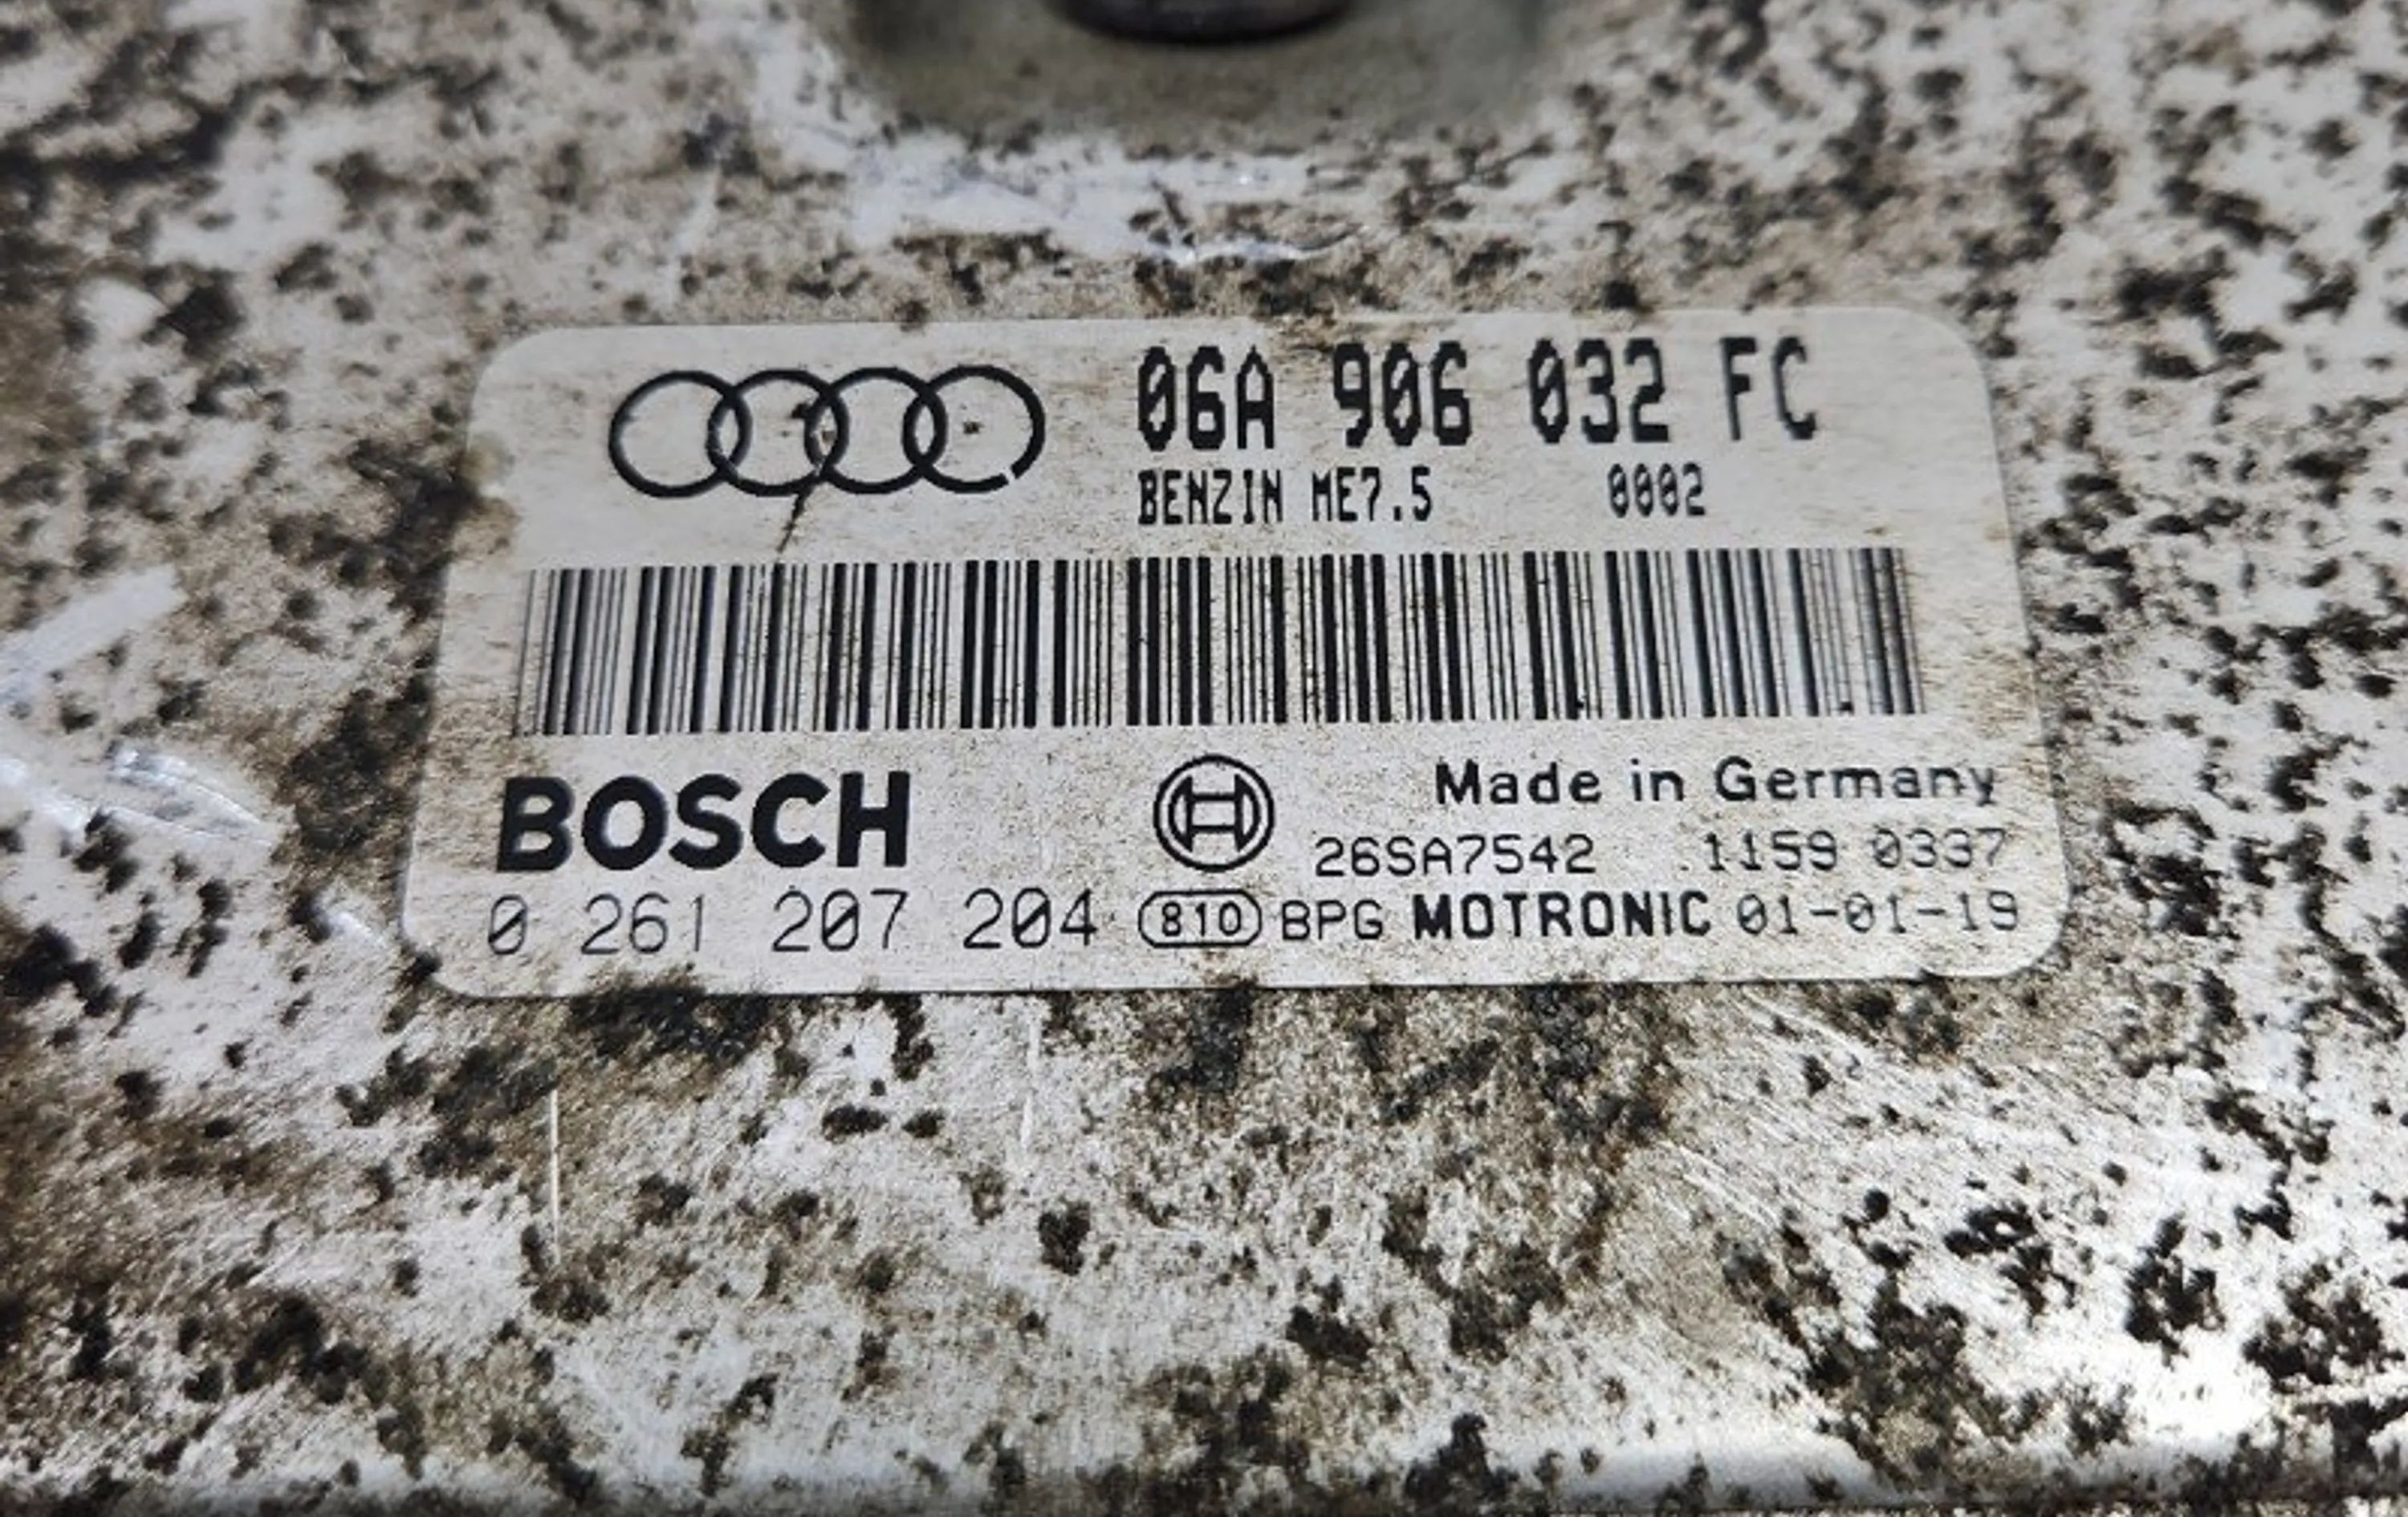 06A 906 032 FC
BENZIN ME7.5 0002
BOSCH
Made in Germany
26SA7542 1159 0337
0 261 207 204 810 BPG MOTRONIC 01-01-19